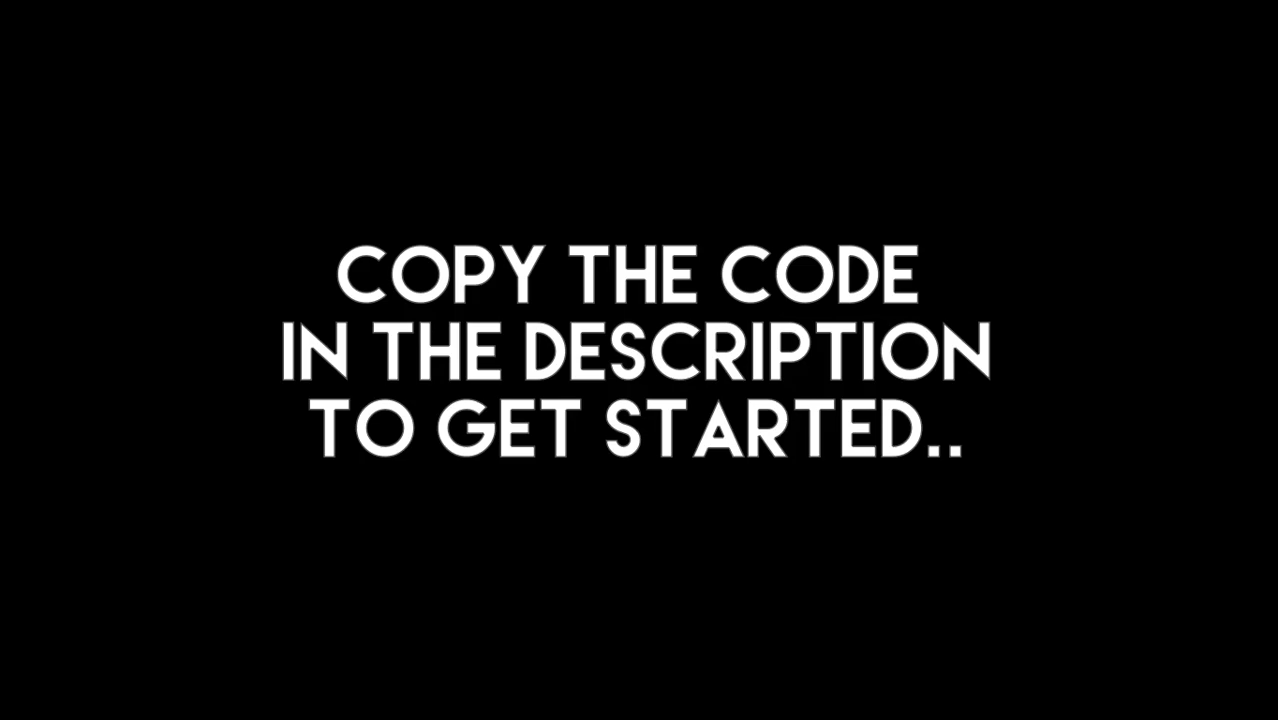 COPY THE CODE
IN THE DESCRIPTION
TO GET STARTED..